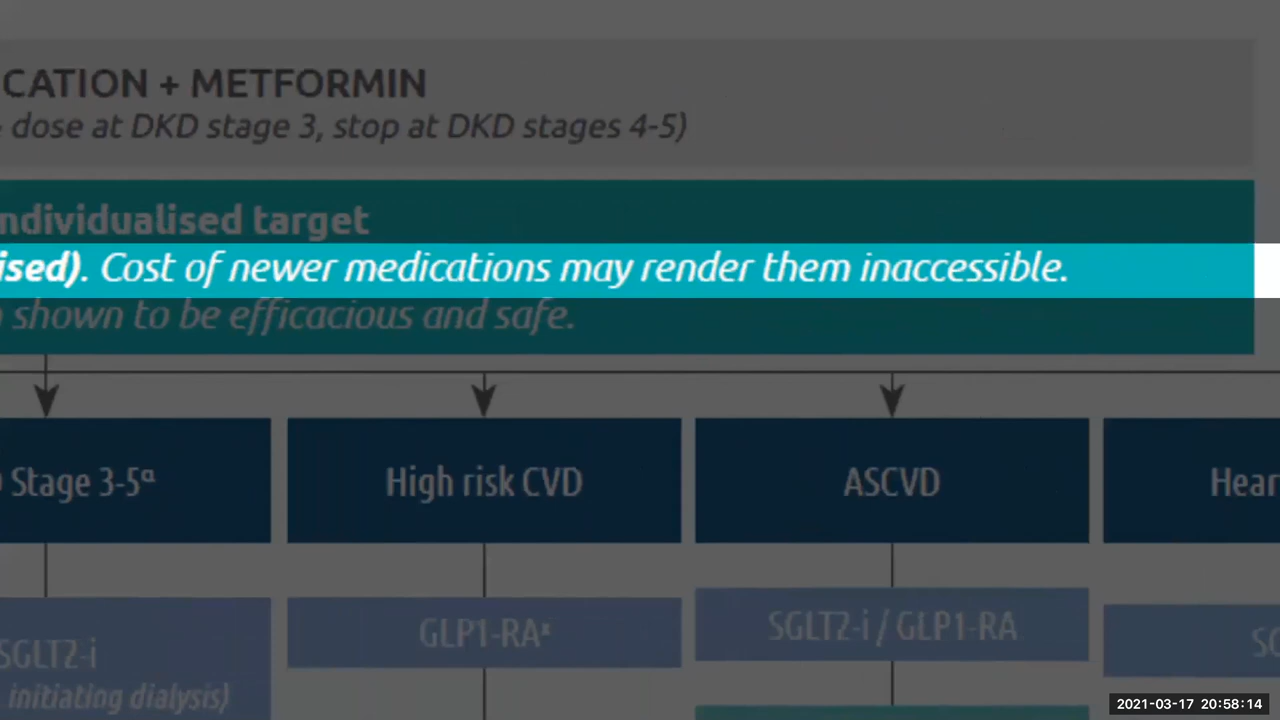 CATION + METFORMIN
dose at DKD stage 3, stop at DKD stages 4-5)
ndividualised target
ised). Cost of newer medications may render them inaccessible.
shown to be efficacious and safe.
Stage 3-5α
High risk CVD
ASCVD
Hear
SGLT2-i
initiating dialysis)
GLP1-RAˣ
SGLT2-i / GLP1-RA
2021-03-17 20:58:14